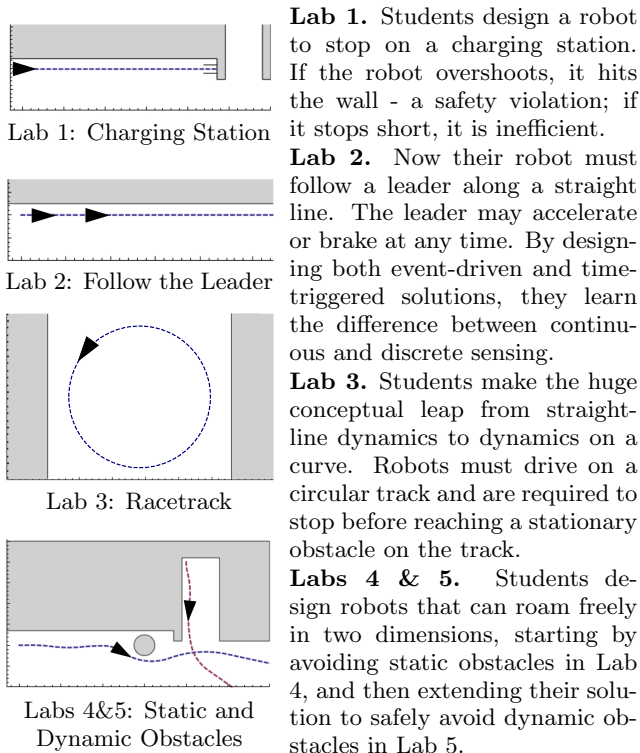 Lab 1: Charging Station
Lab 2: Follow the Leader
Lab 3: Racetrack
Labs 4&5: Static and
Dynamic Obstacles
Lab 1. Students design a robot
to stop on a charging station.
If the robot overshoots, it hits
the wall - a safety violation; if
it stops short, it is inefficient.
Lab 2. Now their robot must
follow a leader along a straight
line. The leader may accelerate
or brake at any time. By design-
ing both event-driven and time-
triggered solutions, they learn
the difference between continu-
ous and discrete sensing.
Lab 3. Students make the huge
conceptual leap from straight-
line dynamics to dynamics on a
curve. Robots must drive on a
circular track and are required to
stop before reaching a stationary
obstacle on the track.
Labs 4 & 5. Students de-
sign robots that can roam freely
in two dimensions, starting by
avoiding static obstacles in Lab
4, and then extending their solu-
tion to safely avoid dynamic ob-
stacles in Lab 5.